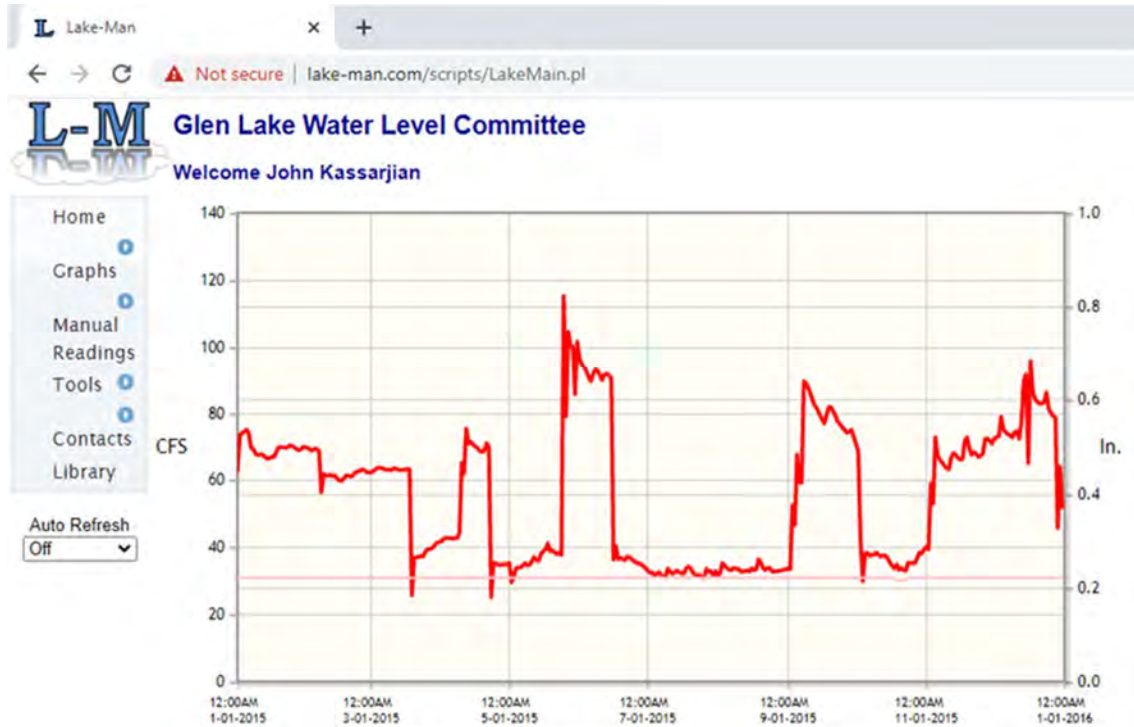 L Lake-Man × +
Not secure | lake-man.com/scripts/LakeMain.pl
L-M
Glen Lake Water Level Committee
Welcome John Kassarjian
Home
Graphs
Manual
Readings
Tools
Contacts
Library
Auto Refresh
Off
140
120
100
80
60
40
20
0
CFS
1.0
0.8
0.6
0.4
0.2
0.0
In.
12:00AM 12:00AM 12:00AM 12:00AM 12:00AM 12:00AM 12:00AM
1-01-2015 3-01-2015 5-01-2015 7-01-2015 9-01-2015 11-01-2015 1-01-2016